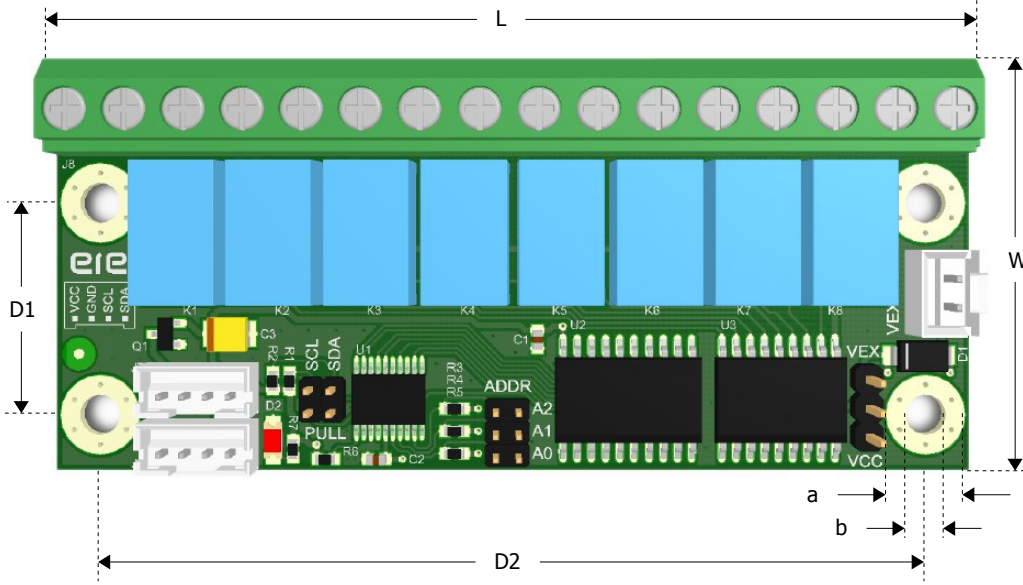 L
J8
W
ere
D1
VCC
GND
SCL
SDA
K1
K2
K3
K4
K5
K6
K7
K8
VEX
Q1
C3
R2
R1
SCL
SDA
U1
C1
U2
U3
VEX
D1
R3
R4
R5
ADDR
A2
A1
A0
D2
R7
PULL
R6
C2
VCC
a
b
D2